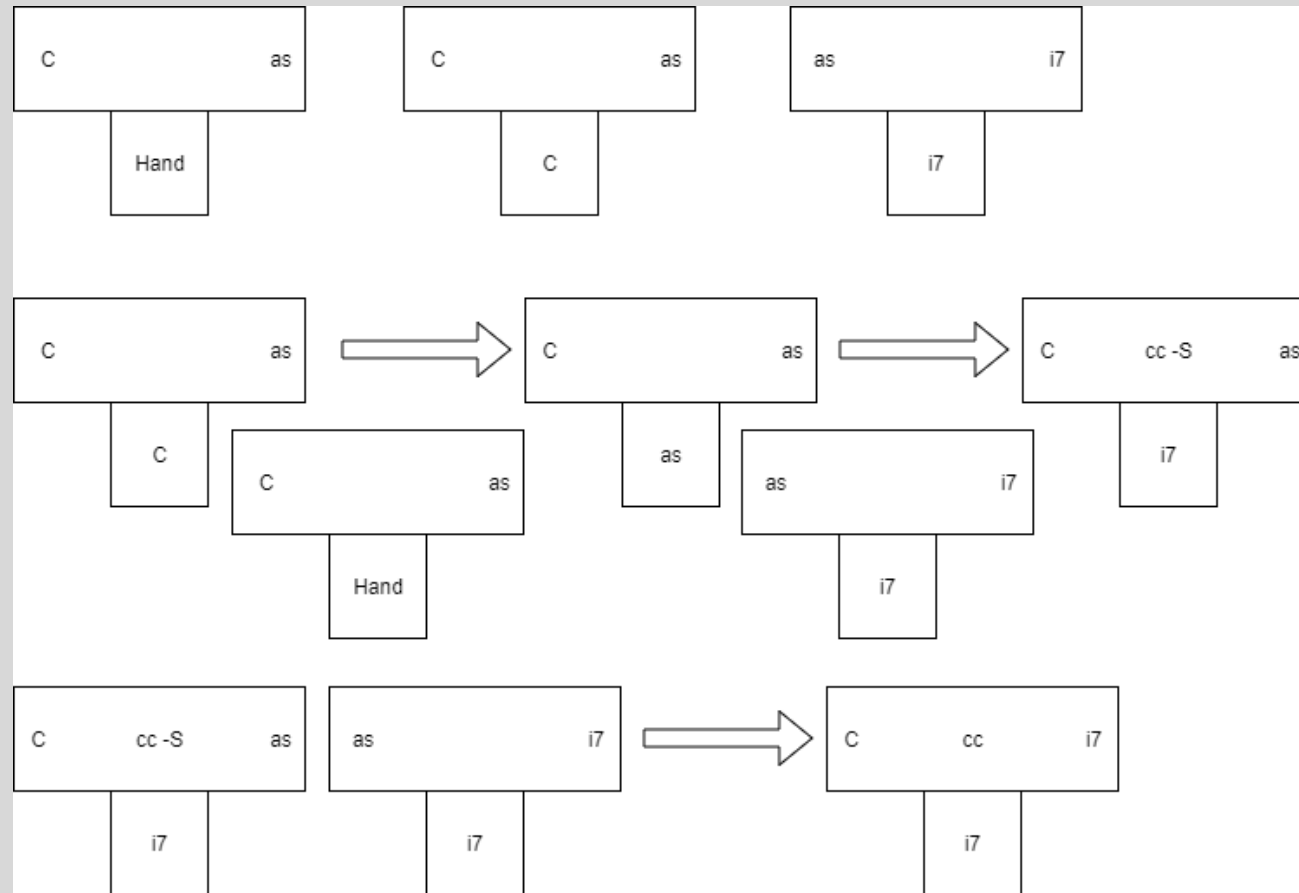 C as C as as i7
Hand C i7
C as C as C cc -S as
C as i7
C as as i7
Hand i7
C cc -S as as i7 C cc i7
i7 i7 i7